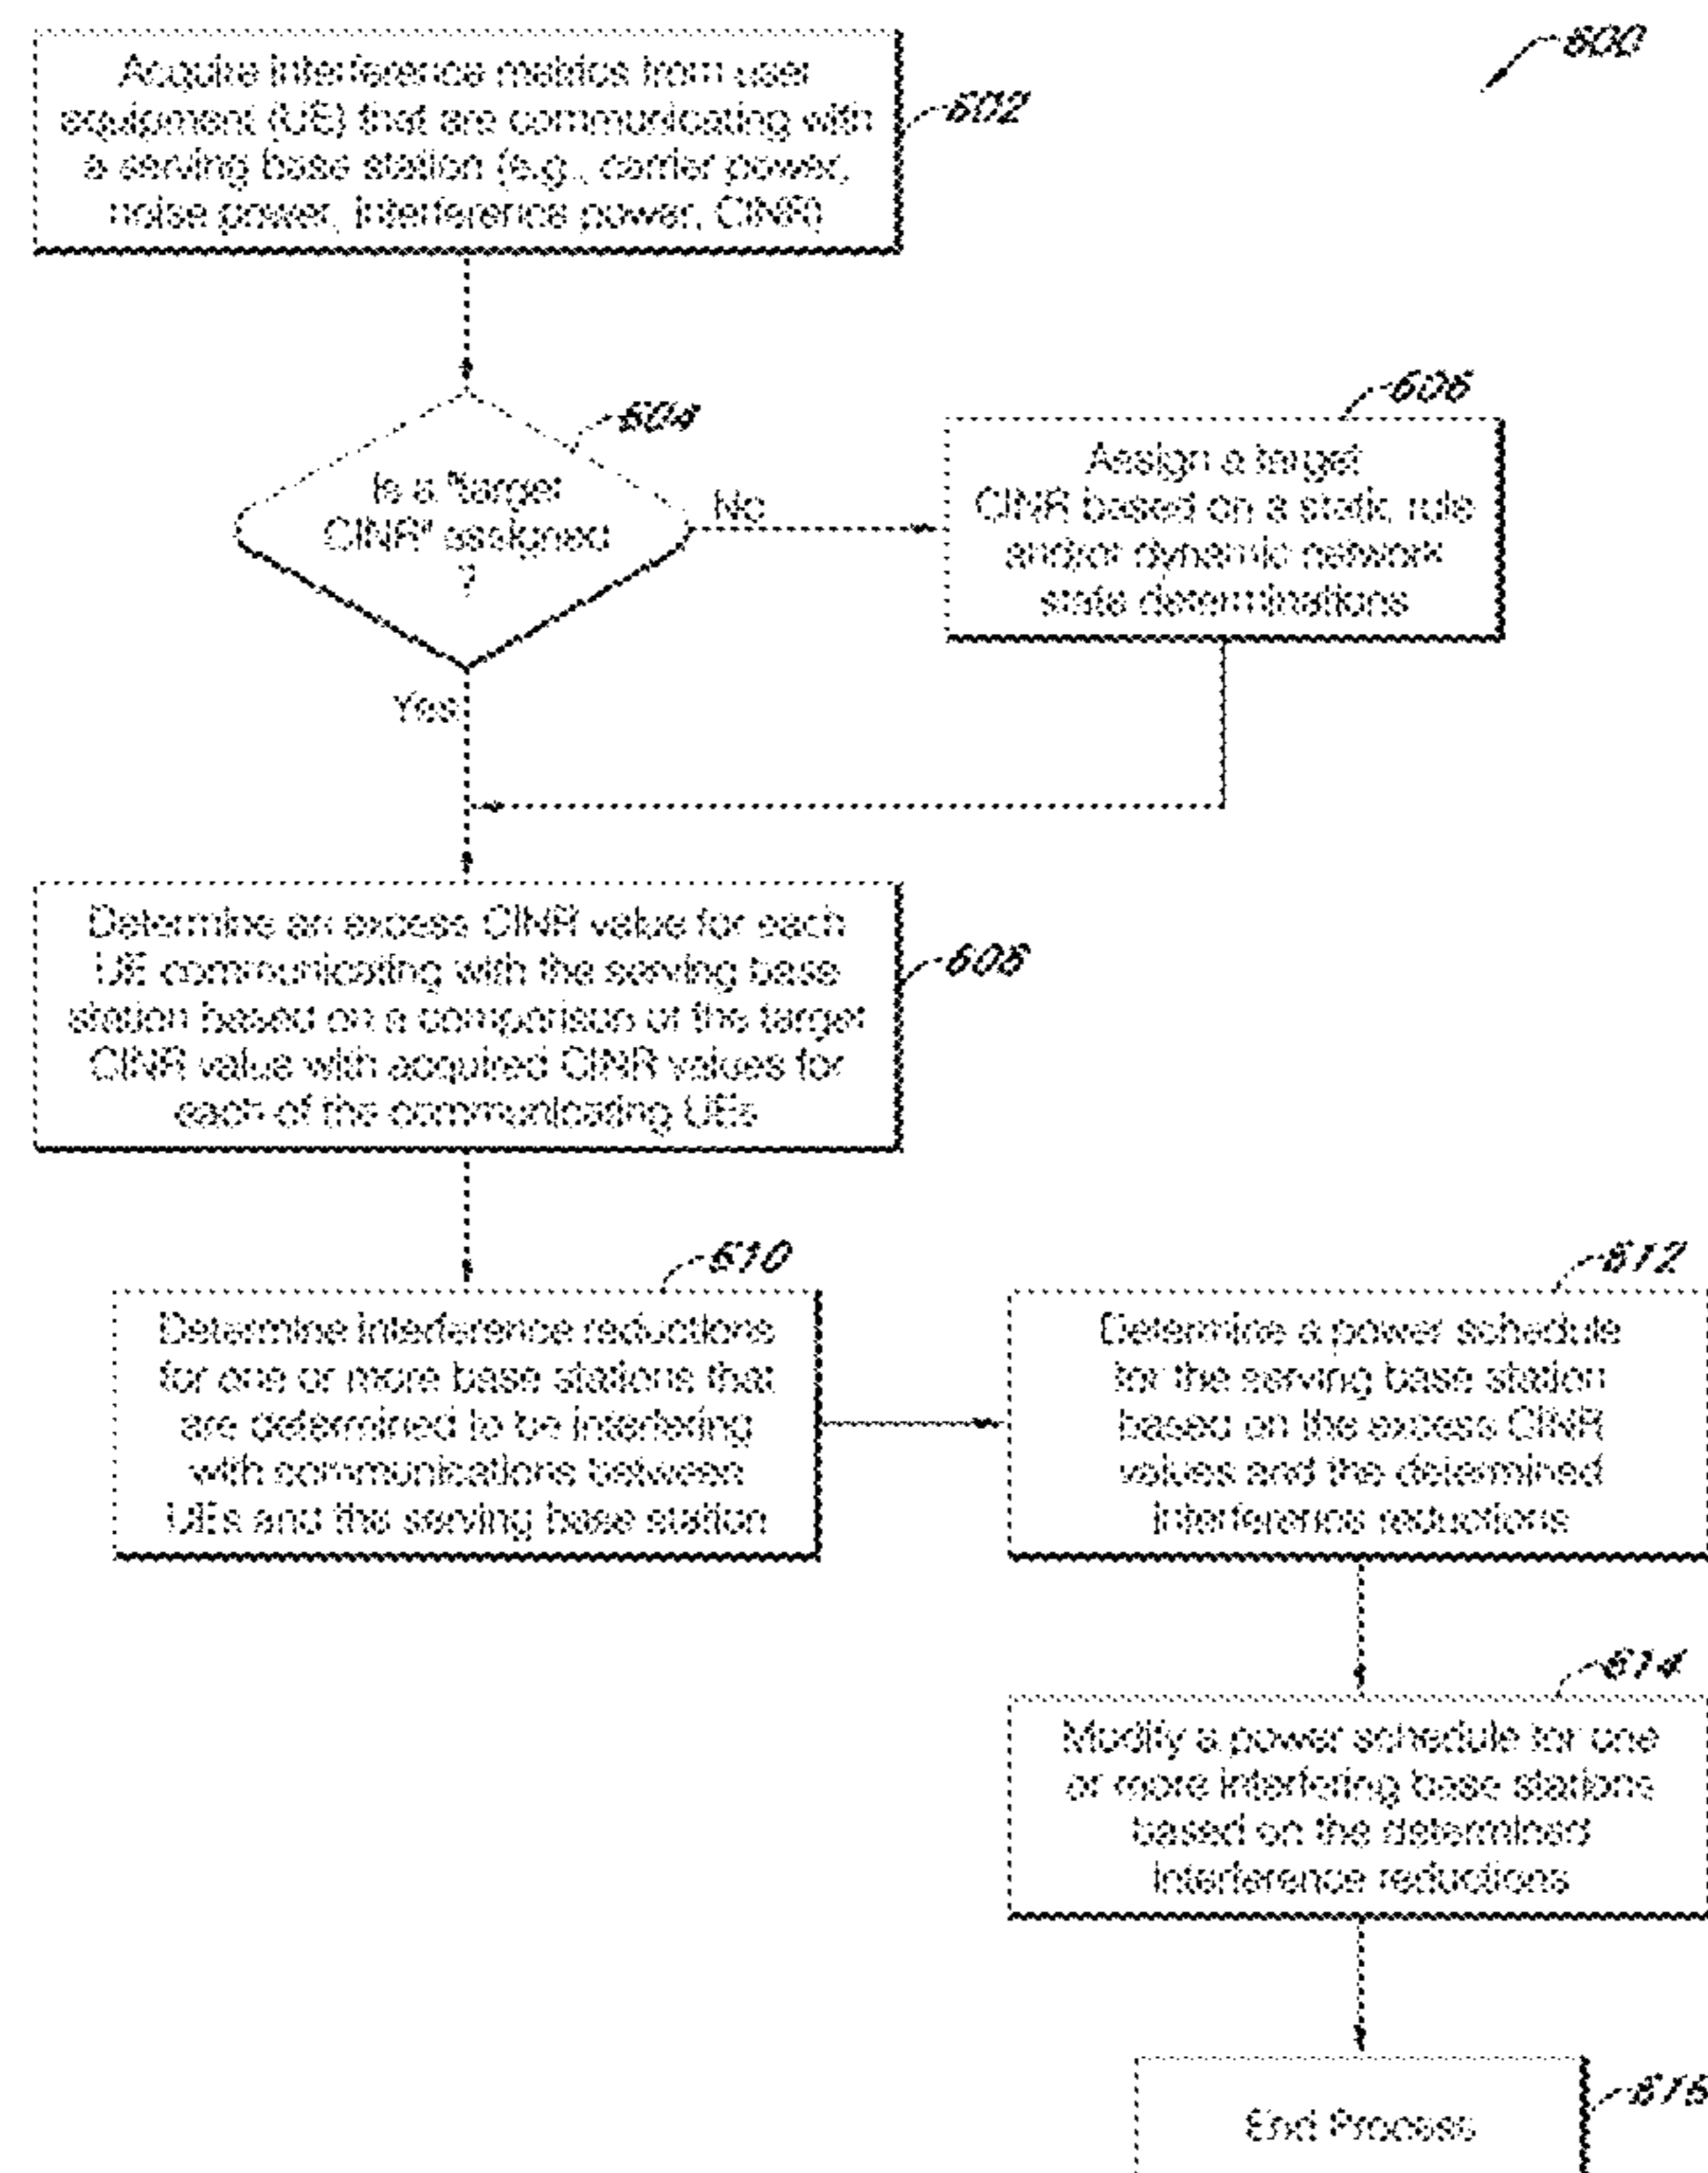 600
Acquire interference metrics from user
equipment (UE) that are communicating with
a serving base station (e.g., carrier power,
noise power, interference power, CINR)
602
604
Is a "target
CINR" assigned
?
No
Yes
606
Assign a target
CINR based on a static rule
and/or dynamic network
state determinations
Determine an excess CINR value for each
UE communicating with the serving base
station based on a comparison of the target
CINR value with acquired CINR values for
each of the communicating UEs
608
610
Determine interference reductions
for one or more base stations that
are determined to be interfering
with communications between
UEs and the serving base station
612
Determine a power schedule
for the serving base station
based on the excess CINR
values and the determined
interference reductions
614
Modify a power schedule for one
or more interfering base stations
based on the determined
interference reductions
End Process
616